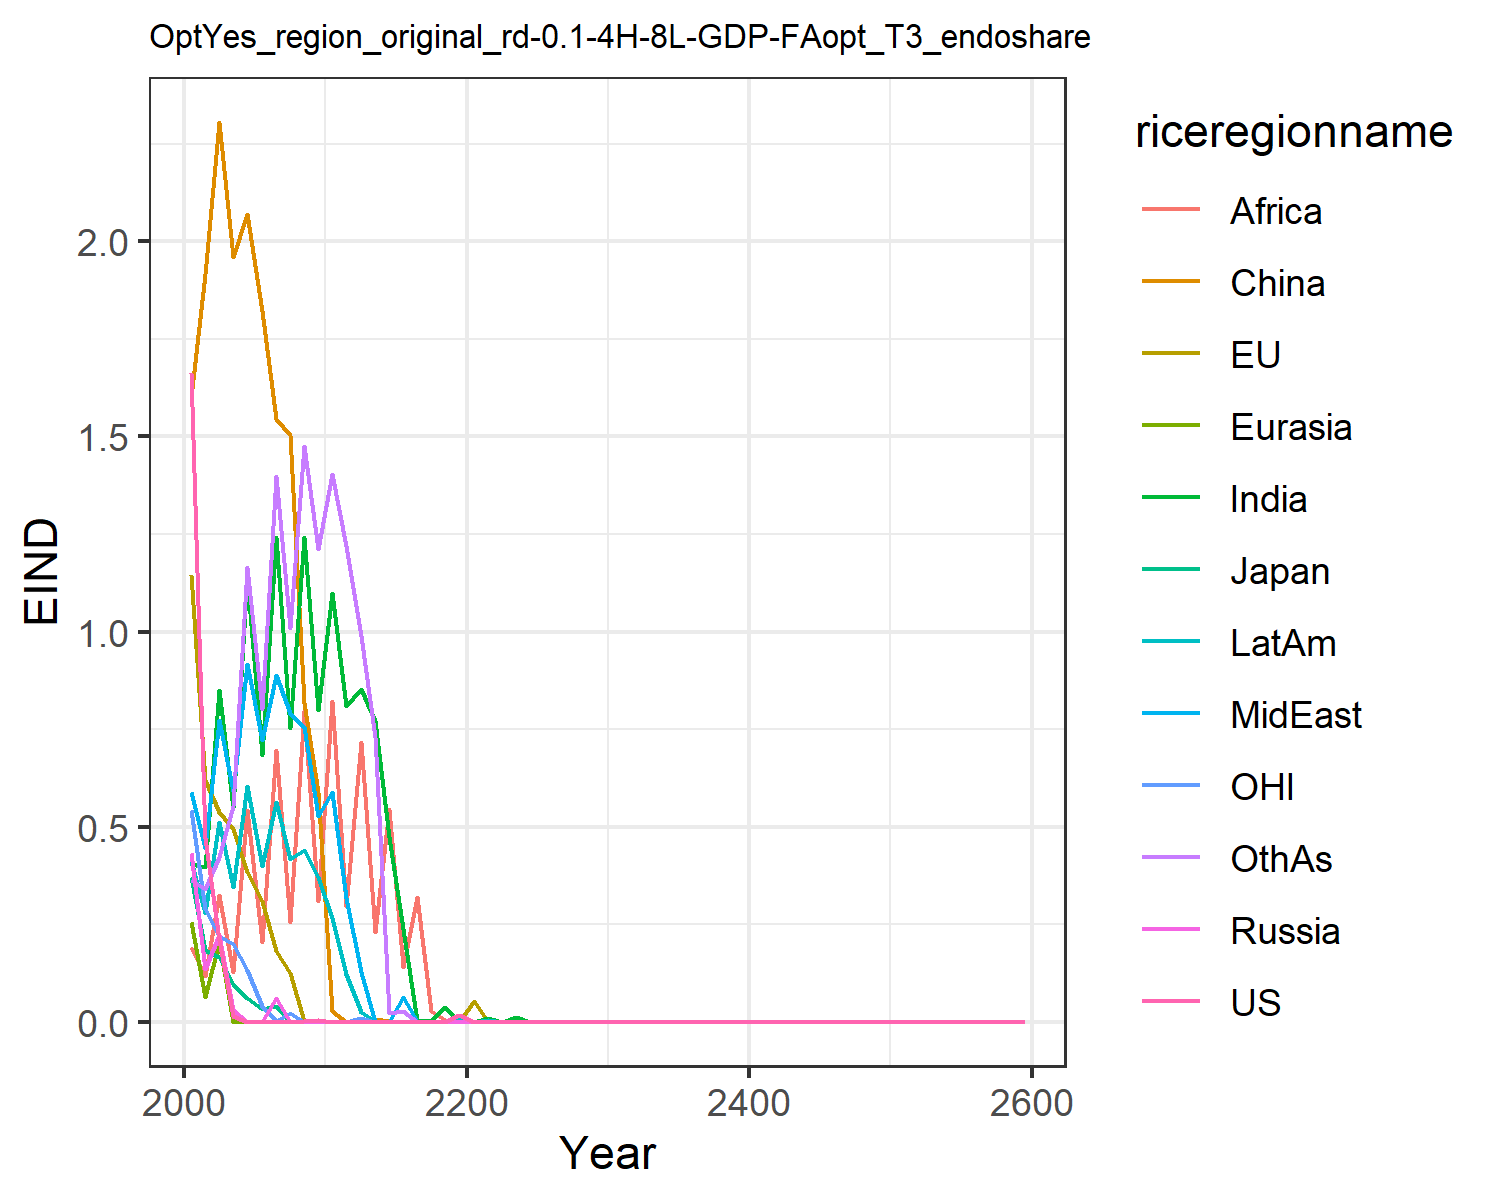 OptYes_region_original_rd-0.1-4H-8L-GDP-FAopt_T3_endoshare
riceregionname
Africa
China
EU
Eurasia
India
Japan
LatAm
MidEast
OHI
OthAs
Russia
US
EIND
2.0
1.5
1.0
0.5
0.0
2000 2200 2400 2600
Year